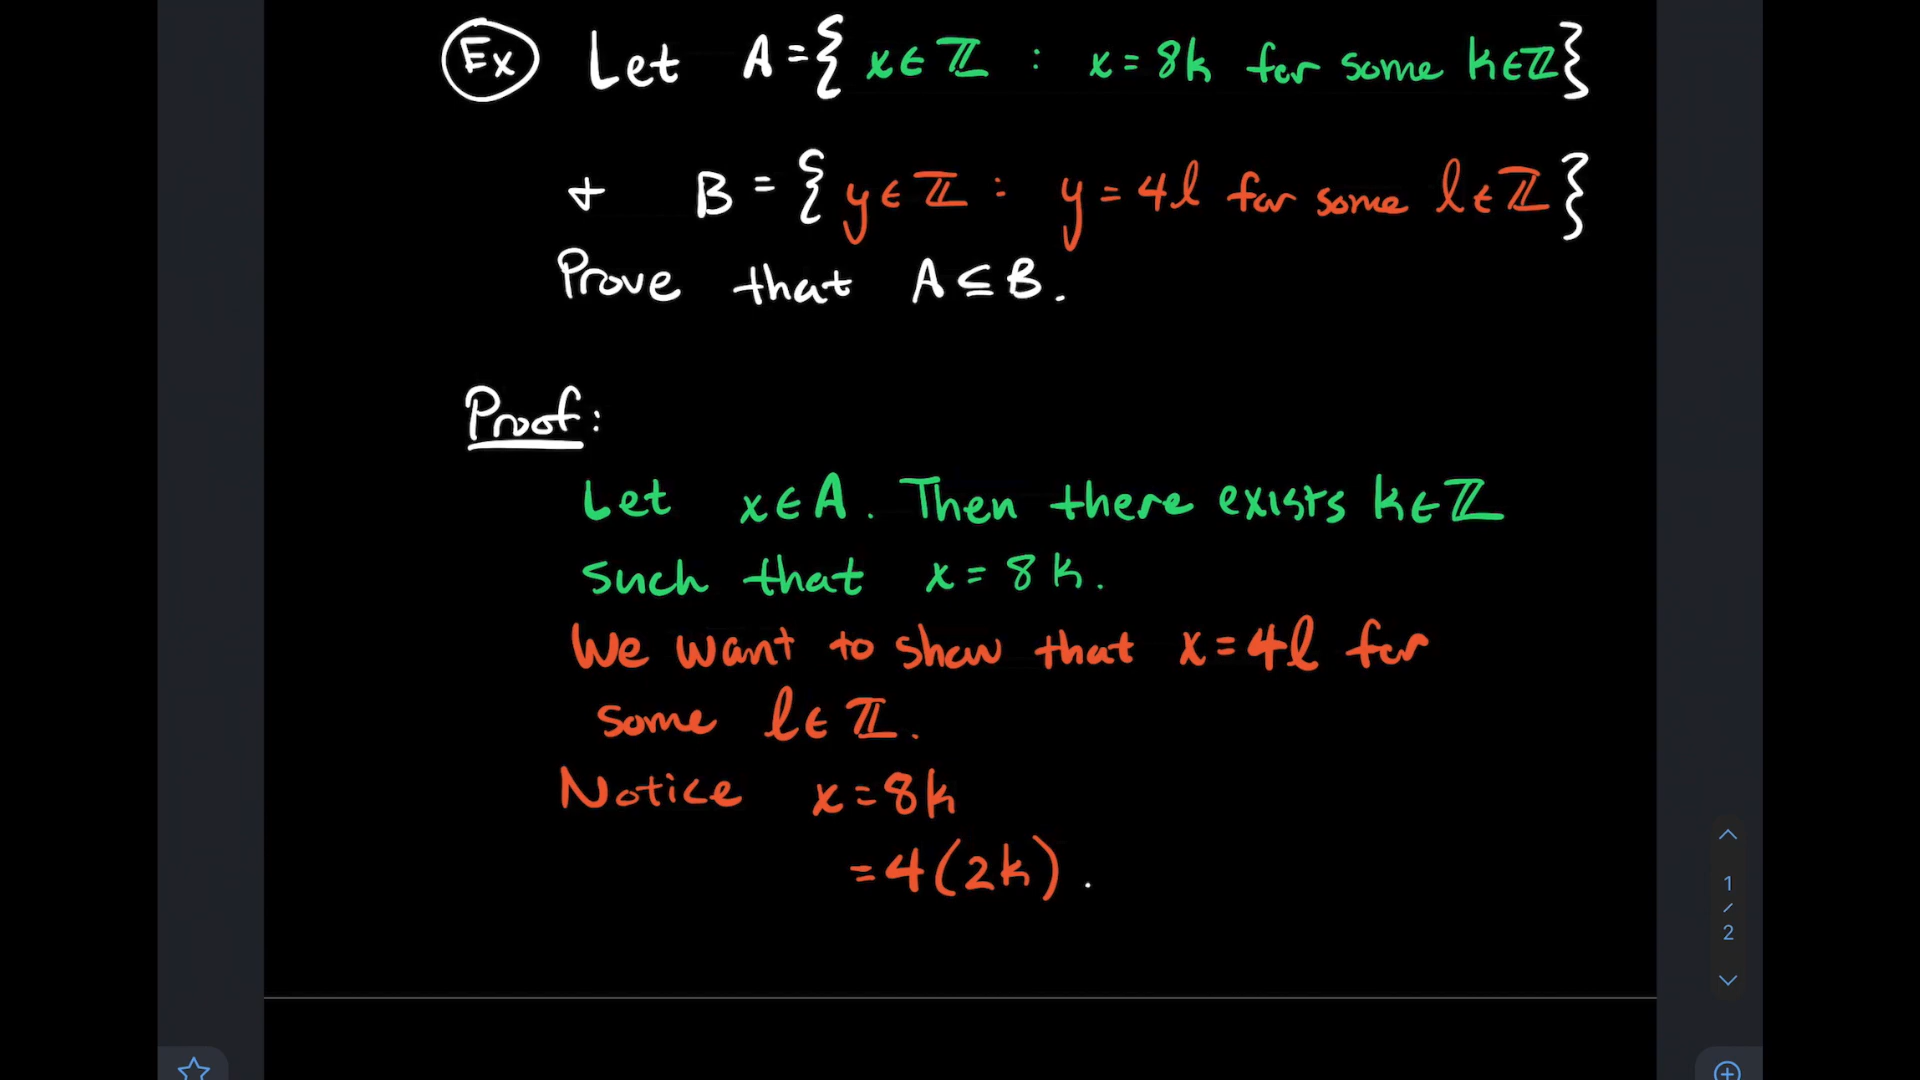 Ex Let A = { x ∈ ℤ : x = 8k for some k ∈ ℤ }
+ B = { y ∈ ℤ : y = 4l for some l ∈ ℤ }
Prove that A ⊆ B.
Proof:
Let x ∈ A. Then there exists k ∈ ℤ
such that x = 8k.
We want to show that x = 4l for
some l ∈ ℤ.
Notice x = 8k
= 4(2k).
1
/
2